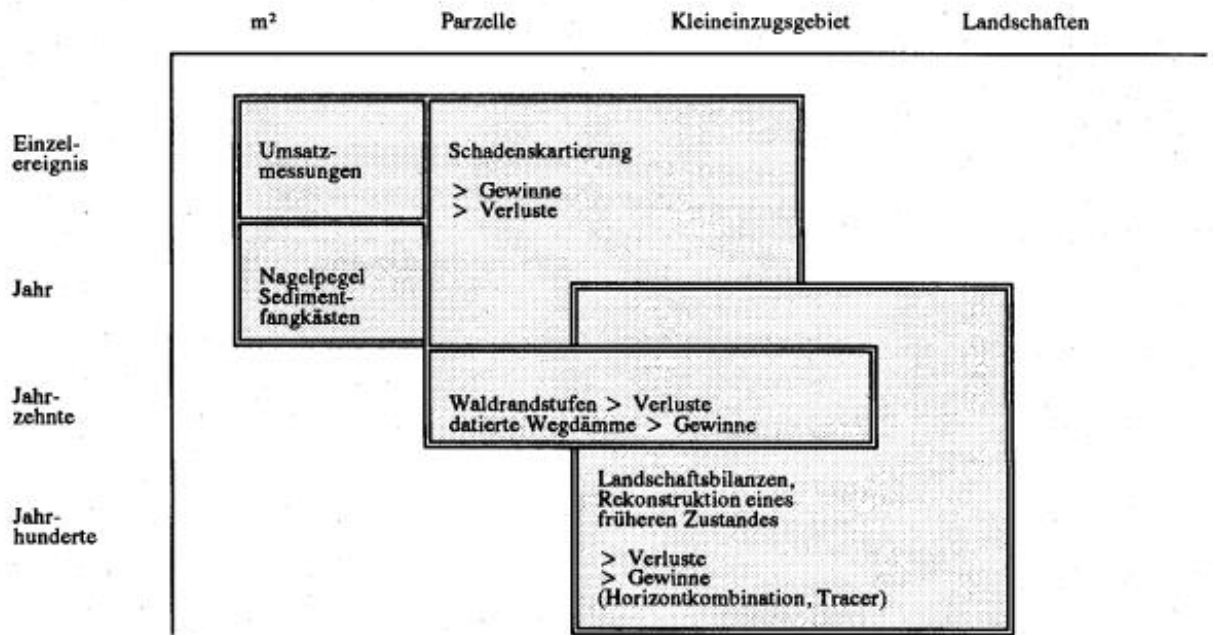 m²
Parzelle
Kleineinzugsgebiet
Landschaften
Einzel-
ereignis
Umsatz-
messungen
Schadenskartierung
> Gewinne
> Verluste
Jahr
Nagelpegel
Sediment-
fangkästen
Jahr-
zehnte
Waldrandstufen > Verluste
datierte Wegdämme > Gewinne
Jahr-
hunderte
Landschaftsbilanzen,
Rekonstruktion eines
früheren Zustandes
> Verluste
> Gewinne
(Horizontkombination, Tracer)